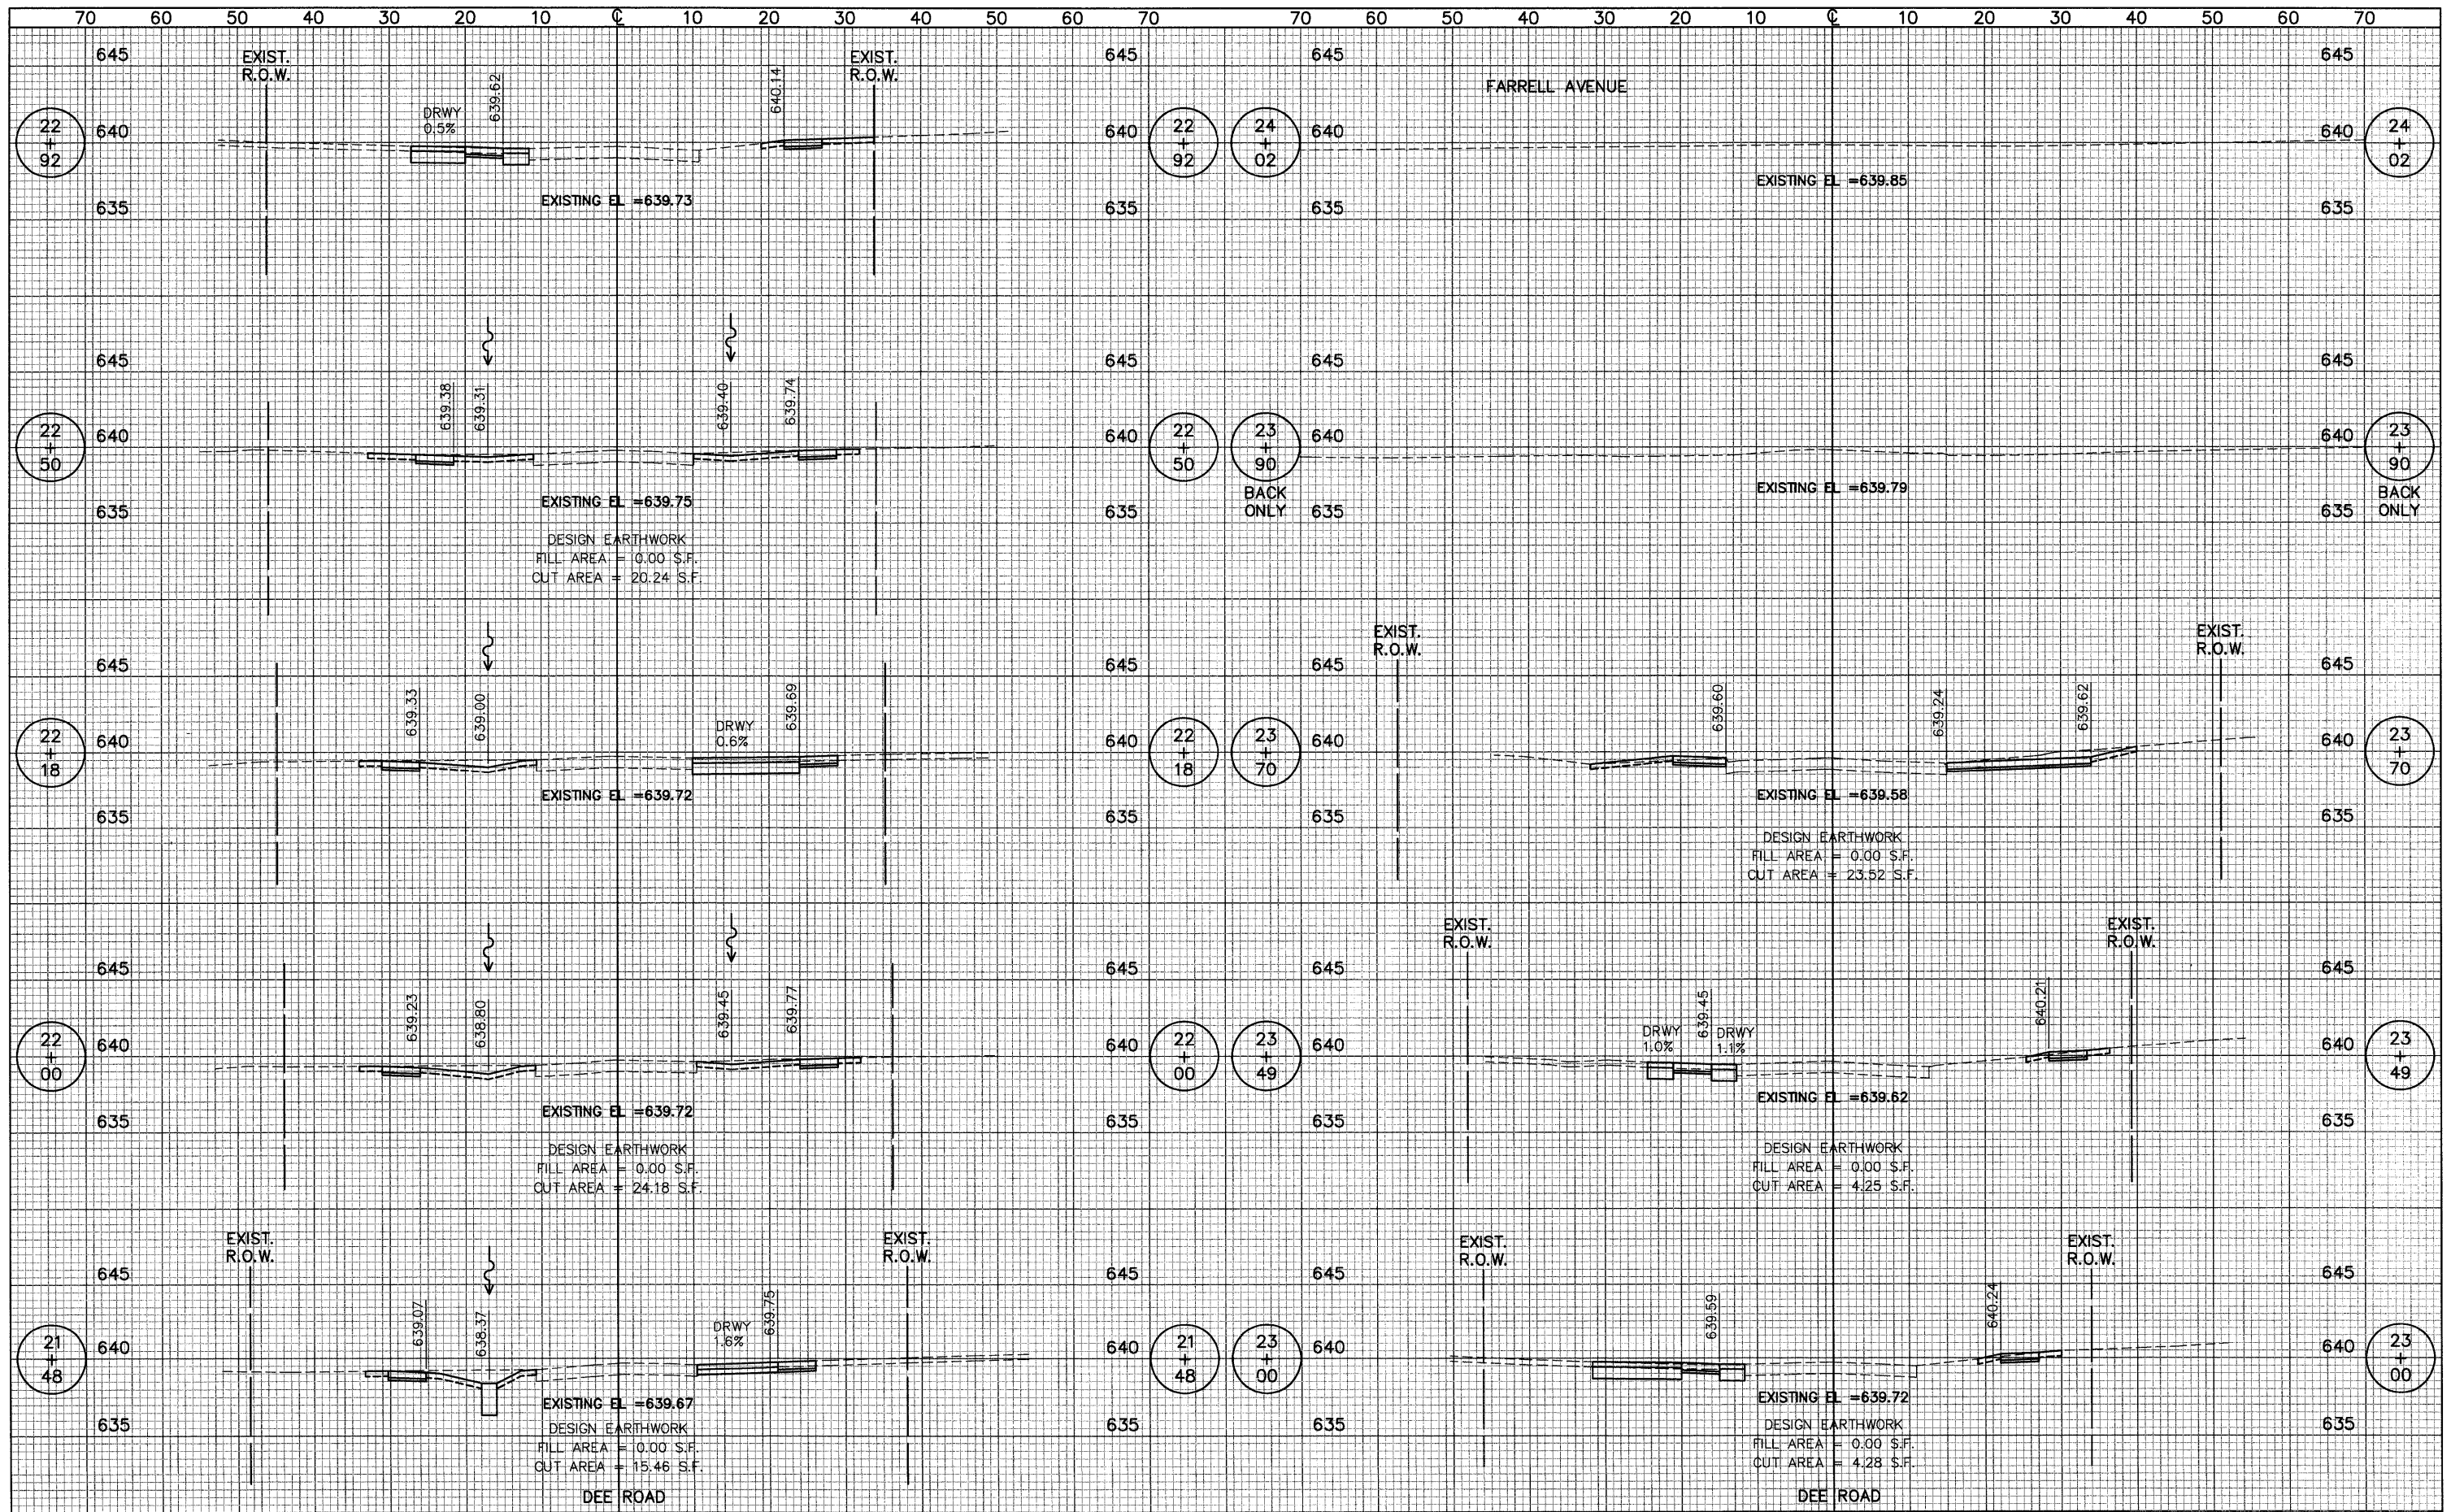 70 60 50 40 30 20 10 ℄ 10 20 30 40 50 60 70 70 60 50 40 30 20 10 ℄ 10 20 30 40 50 60 70
645 645
EXIST.
R.O.W.
639.62
640.14
EXIST.
R.O.W.
DRWY
0.5%
22
+
92
640 640
22
+
92
EXISTING EL =639.73
635 635
645 645
639.38
639.31
639.40
639.74
22
+
50
640 640
22
+
50
EXISTING EL =639.75
635 635
DESIGN EARTHWORK
FILL AREA = 0.00 S.F.
CUT AREA = 20.24 S.F.
645 645
639.33
639.00
DRWY
0.6%
639.69
22
+
18
640 640
22
+
18
EXISTING EL =639.72
635 635
645 645
639.23
638.80
639.45
639.77
22
+
00
640 640
22
+
00
EXISTING EL =639.72
635 635
DESIGN EARTHWORK
FILL AREA = 0.00 S.F.
CUT AREA = 24.18 S.F.
EXIST.
R.O.W.
EXIST.
R.O.W.
645 645
639.07
638.37
DRWY
1.6%
639.75
21
+
48
640 640
21
+
48
EXISTING EL =639.67
635 635
DESIGN EARTHWORK
FILL AREA = 0.00 S.F.
CUT AREA = 15.46 S.F.
DEE ROAD
645 645
FARRELL AVENUE
24
+
02
640 640
24
+
02
EXISTING EL =639.85
635 635
645 645
23
+
90
BACK
ONLY
640 640
23
+
90
BACK
ONLY
EXISTING EL =639.79
635 635
EXIST.
R.O.W.
EXIST.
R.O.W.
645 645
639.60
639.24
639.62
23
+
70
640 640
23
+
70
EXISTING EL =639.58
635 635
DESIGN EARTHWORK
FILL AREA = 0.00 S.F.
CUT AREA = 23.52 S.F.
EXIST.
R.O.W.
EXIST.
R.O.W.
645 645
DRWY
1.0%
639.45
DRWY
1.1%
640.21
23
+
49
640 640
23
+
49
EXISTING EL =639.62
635 635
DESIGN EARTHWORK
FILL AREA = 0.00 S.F.
CUT AREA = 4.25 S.F.
EXIST.
R.O.W.
EXIST.
R.O.W.
645 645
639.59
640.24
23
+
00
640 640
23
+
00
EXISTING EL =639.72
635 635
DESIGN EARTHWORK
FILL AREA = 0.00 S.F.
CUT AREA = 4.28 S.F.
DEE ROAD